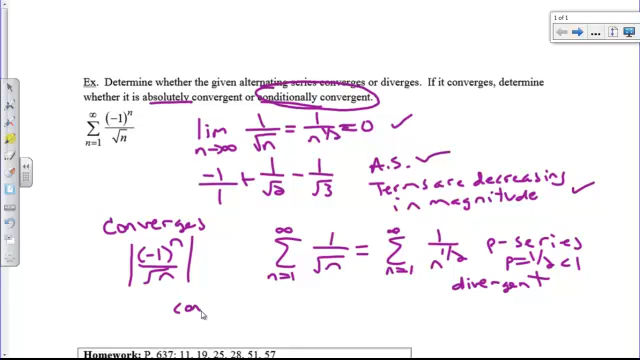 1 of 1
Ex. Determine whether the given alternating series converges or diverges. If it converges, determine
whether it is absolutely convergent or conditionally convergent.
∞
∑ (-1)^n / √n
n=1
lim n→∞ 1/√n = 1/n^(1/2) = 0 ✓
-1/1 + 1/√2 - 1/√3
A.S. ✓
Terms are decreasing
in magnitude ✓
Converges
|(-1)^n / √n|
∞ ∞
∑ 1/√n = ∑ 1/n^(1/2)
n=1 n=1
p-series
p=1/2<1
divergent
con
Homework: P. 637: 11, 19, 25, 28, 51, 57